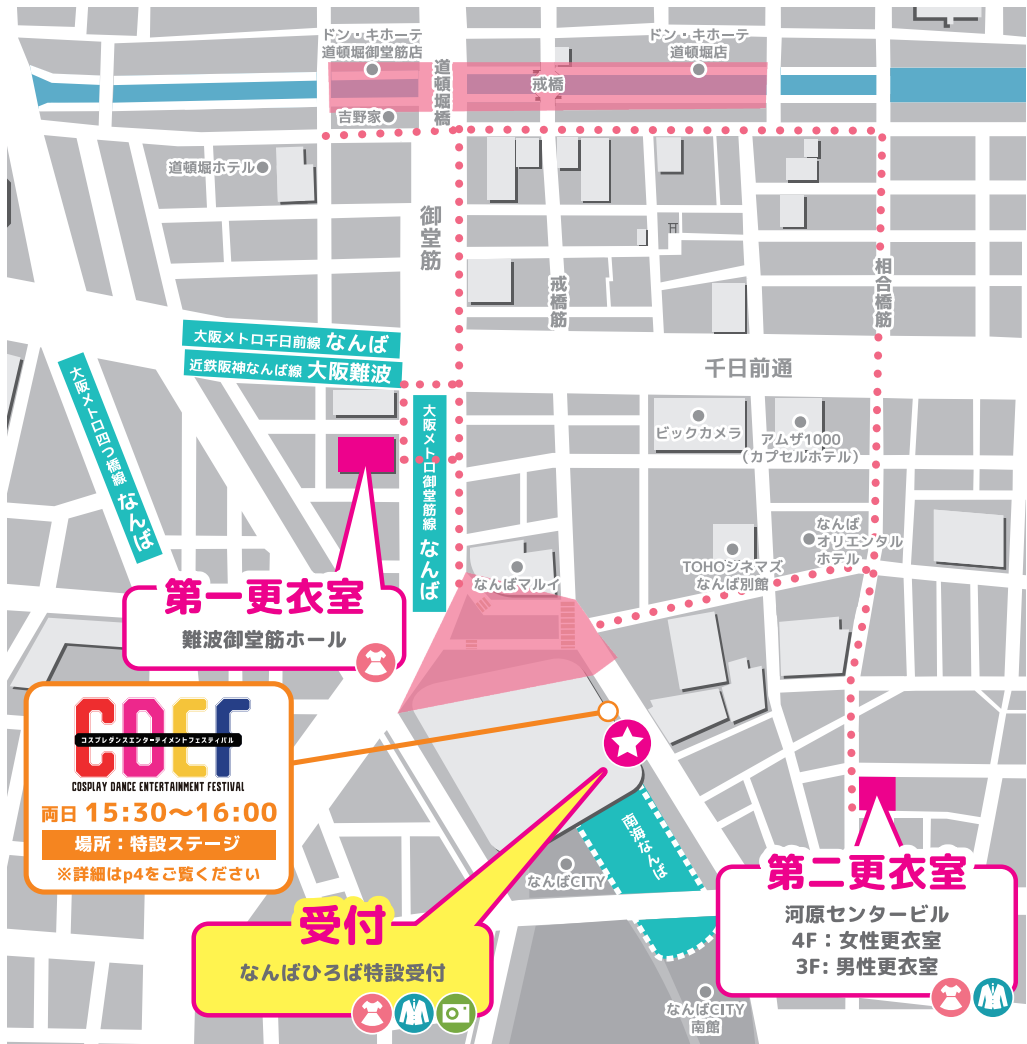 ドン・キホーテ
道頓堀御堂筋店
道頓堀橋
ドン・キホーテ
道頓堀店
戎橋
吉野家
道頓堀ホテル
御堂筋
戎橋筋
相合橋筋
大阪メトロ千日前線 なんば
近鉄阪神なんば線 大阪難波
千日前通
大阪メトロ四つ橋線 なんば
大阪メトロ御堂筋線 なんば
ビックカメラ
アムザ1000
（カプセルホテル）
なんば
オリエンタル
ホテル
TOHOシネマズ
なんば別館
なんばマルイ
第一更衣室
難波御堂筋ホール
COCF
コスプレダンスエンターテイメントフェスティバル
COSPLAY DANCE ENTERTAINMENT FESTIVAL
両日 15:30〜16:00
場所：特設ステージ
※詳細はp4をご覧ください
南海なんば
なんばCITY
第二更衣室
河原センタービル
4F：女性更衣室
3F: 男性更衣室
受付
なんばひろば特設受付
なんばCITY
南館